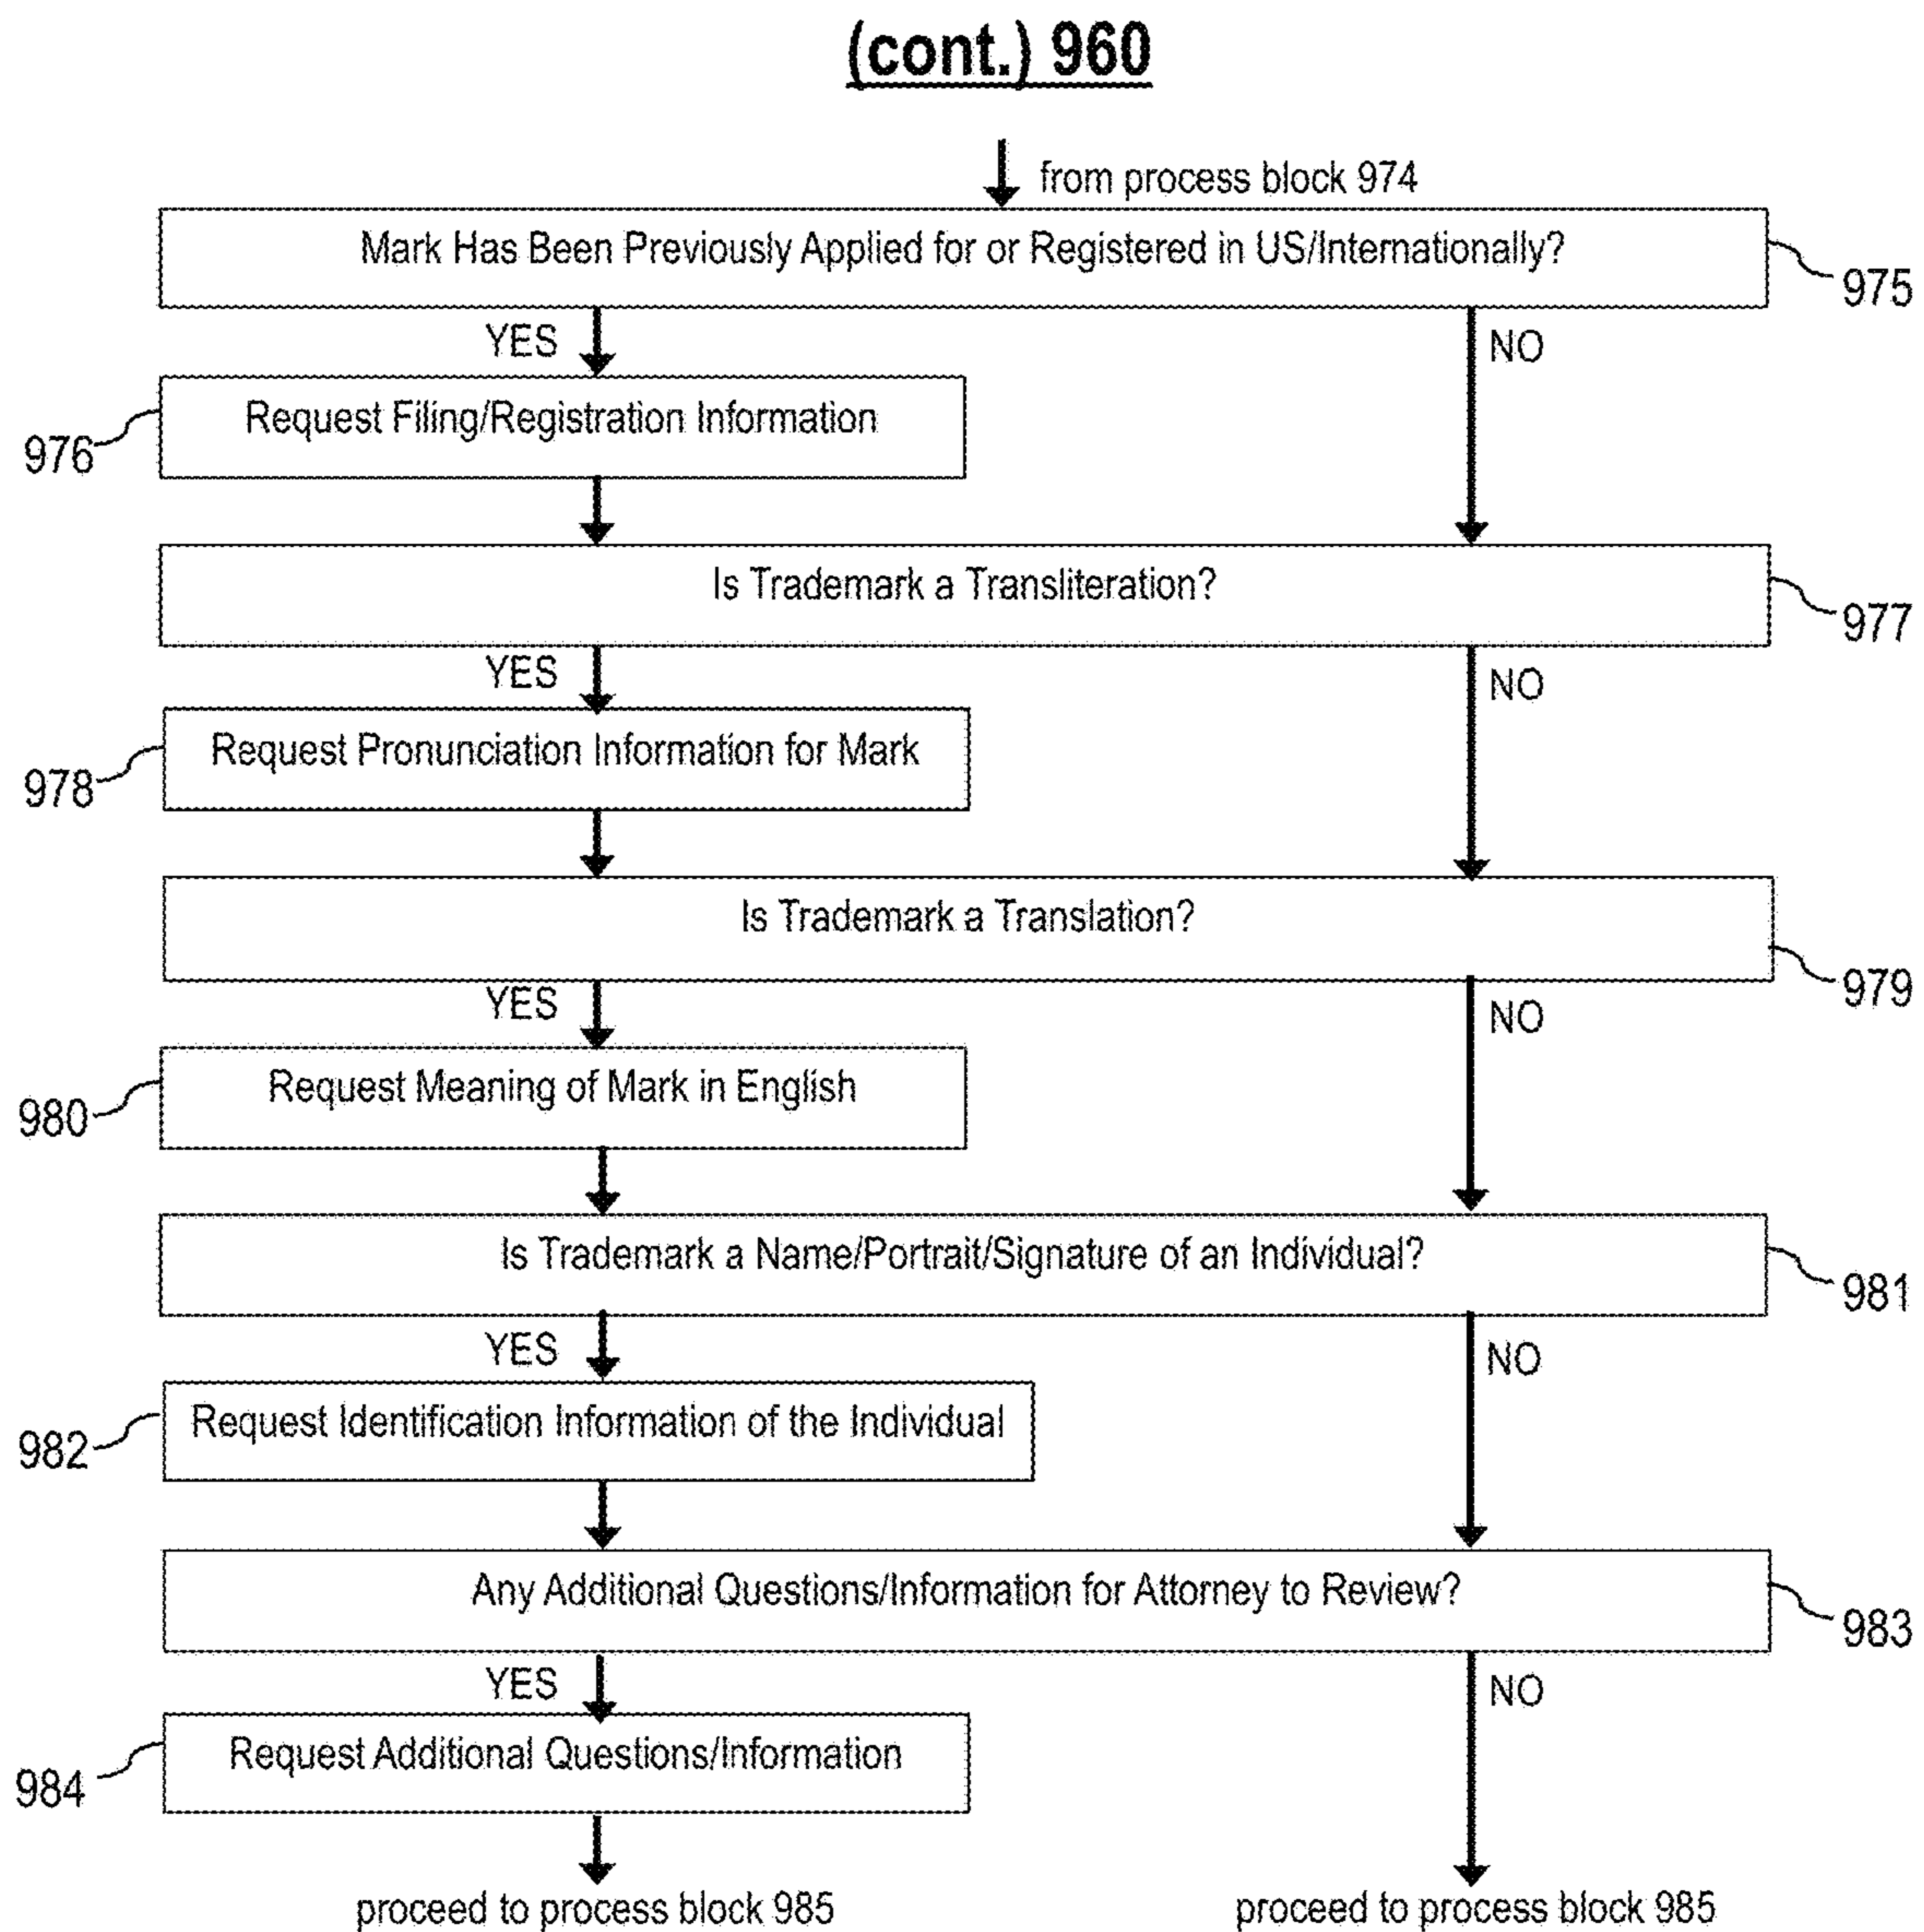 (cont.) 960
from process block 974
Mark Has Been Previously Applied for or Registered in US/Internationally?
975
YES
NO
Request Filing/Registration Information
976
Is Trademark a Transliteration?
977
YES
NO
Request Pronunciation Information for Mark
978
Is Trademark a Translation?
979
YES
NO
Request Meaning of Mark in English
980
Is Trademark a Name/Portrait/Signature of an Individual?
981
YES
NO
Request Identification Information of the Individual
982
Any Additional Questions/Information for Attorney to Review?
983
YES
NO
Request Additional Questions/Information
984
proceed to process block 985
proceed to process block 985